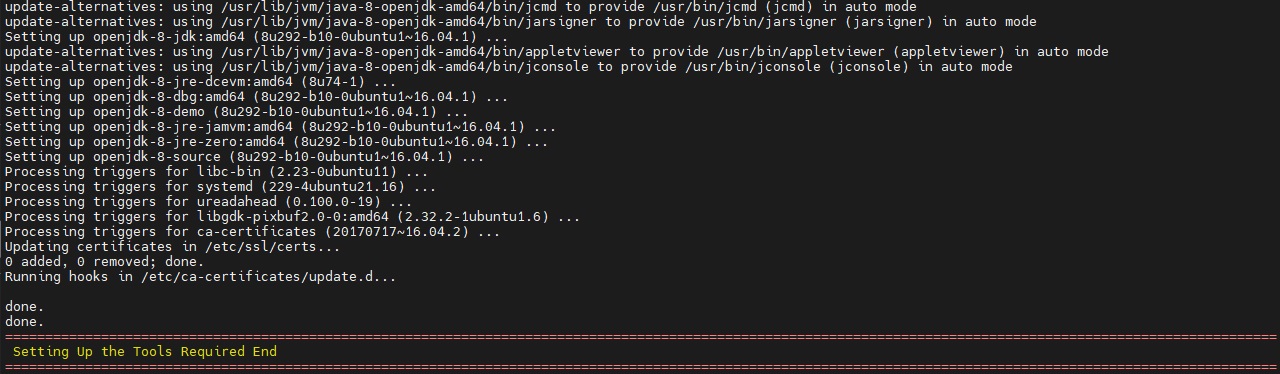 update-alternatives: using /usr/lib/jvm/java-8-openjdk-amd64/bin/jcmd to provide /usr/bin/jcmd (jcmd) in auto mode
update-alternatives: using /usr/lib/jvm/java-8-openjdk-amd64/bin/jarsigner to provide /usr/bin/jarsigner (jarsigner) in auto mode
Setting up openjdk-8-jdk:amd64 (8u292-b10-0ubuntu1~16.04.1) ...
update-alternatives: using /usr/lib/jvm/java-8-openjdk-amd64/bin/appletviewer to provide /usr/bin/appletviewer (appletviewer) in auto mode
update-alternatives: using /usr/lib/jvm/java-8-openjdk-amd64/bin/jconsole to provide /usr/bin/jconsole (jconsole) in auto mode
Setting up openjdk-8-jre-dcevm:amd64 (8u74-1) ...
Setting up openjdk-8-dbg:amd64 (8u292-b10-0ubuntu1~16.04.1) ...
Setting up openjdk-8-demo (8u292-b10-0ubuntu1~16.04.1) ...
Setting up openjdk-8-jre-jamvm:amd64 (8u292-b10-0ubuntu1~16.04.1) ...
Setting up openjdk-8-jre-zero:amd64 (8u292-b10-0ubuntu1~16.04.1) ...
Setting up openjdk-8-source (8u292-b10-0ubuntu1~16.04.1) ...
Processing triggers for libc-bin (2.23-0ubuntu11) ...
Processing triggers for systemd (229-4ubuntu21.16) ...
Processing triggers for ureadahead (0.100.0-19) ...
Processing triggers for libgdk-pixbuf2.0-0:amd64 (2.32.2-1ubuntu1.6) ...
Processing triggers for ca-certificates (20170717~16.04.2) ...
Updating certificates in /etc/ssl/certs...
0 added, 0 removed; done.
Running hooks in /etc/ca-certificates/update.d...

done.
done.
===============================================================================================================================================================
 Setting Up the Tools Required End
===============================================================================================================================================================